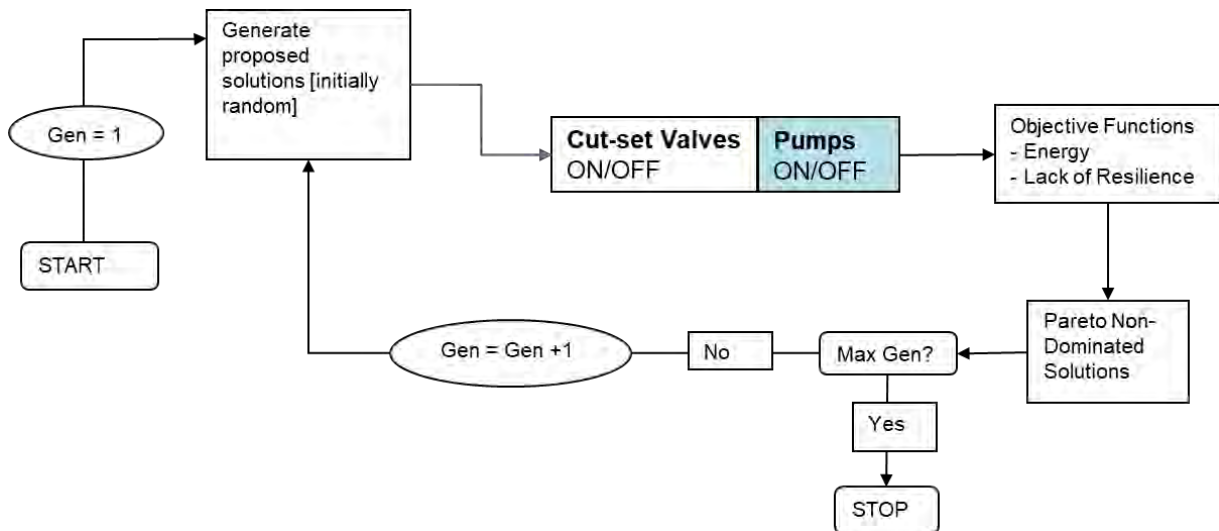 Generate
proposed
solutions [initially
random]
Gen = 1
START
Cut-set Valves
ON/OFF
Pumps
ON/OFF
Objective Functions
- Energy
- Lack of Resilience
Pareto Non-
Dominated
Solutions
Max Gen?
No
Gen = Gen +1
Yes
STOP